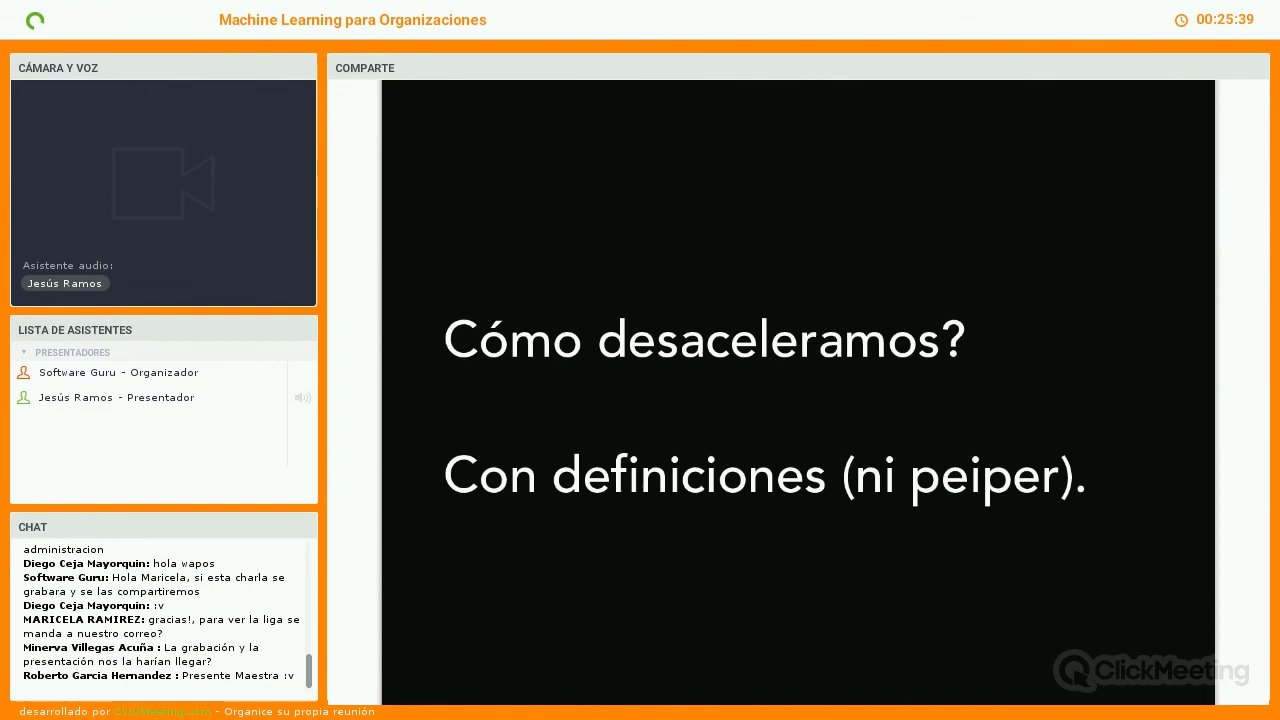 Machine Learning para Organizaciones
00:25:39
CÁMARA Y VOZ
Asistente audio:
Jesús Ramos
LISTA DE ASISTENTES
PRESENTADORES
Software Guru - Organizador
Jesús Ramos - Presentador
CHAT
administracion
Diego Ceja Mayorquin: hola wapos
Software Guru: Hola Maricela, si esta charla se
grabara y se las compartiremos
Diego Ceja Mayorquin: :v
MARICELA RAMIREZ: gracias!, para ver la liga se
manda a nuestro correo?
Minerva Villegas Acuña : La grabación y la
presentación nos la harían llegar?
Roberto Garcia Hernandez : Presente Maestra :v
desarrollado por ClickMeeting.com - Organice su propia reunión
COMPARTE
Cómo desaceleramos?
Con definiciones (ni peiper).
ClickMeeting